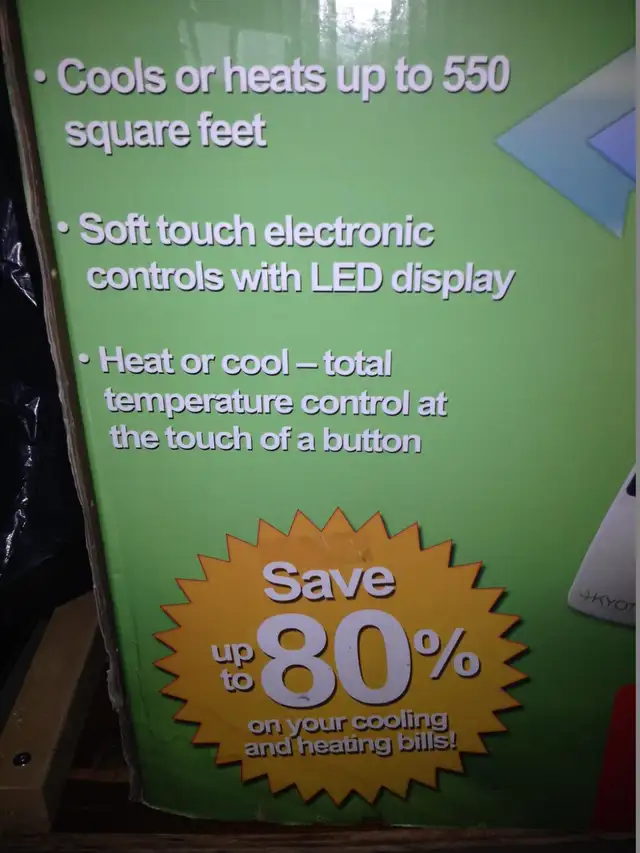 • Cools or heats up to 550
square feet
• Soft touch electronic
controls with LED display
• Heat or cool – total
temperature control at
the touch of a button
Save
up
to 80%
on your cooling
and heating bills!